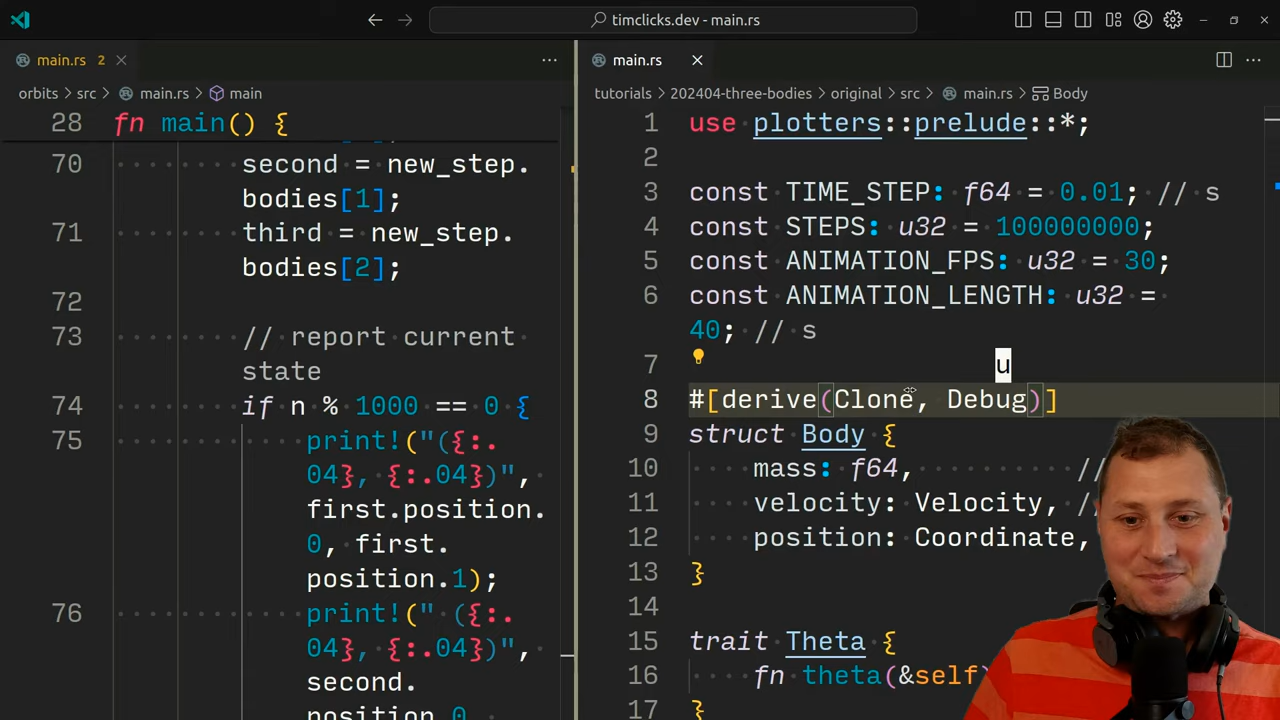 timclicks.dev - main.rs
main.rs 2
orbits > src > main.rs > main
28 fn main() {
70 second = new_step.
bodies[1];
71 third = new_step.
bodies[2];
72
73 // report current
state
74 if n % 1000 == 0 {
75 print!("({:.
04}, {:.04})",
first.position.
0, first.
position.1);
76 print!(" ({:.
04}, {:.04})",
second.
position.0
main.rs
tutorials > 202404-three-bodies > original > src > main.rs > Body
1 use plotters::prelude::*;
2
3 const TIME_STEP: f64 = 0.01; // s
4 const STEPS: u32 = 100000000;
5 const ANIMATION_FPS: u32 = 30;
6 const ANIMATION_LENGTH: u32 =
40; // s
7
u
8 #[derive(Clone, Debug)]
9 struct Body {
10 mass: f64, //
11 velocity: Velocity, //
12 position: Coordinate,
13 }
14
15 trait Theta {
16 fn theta(&self)
17 }